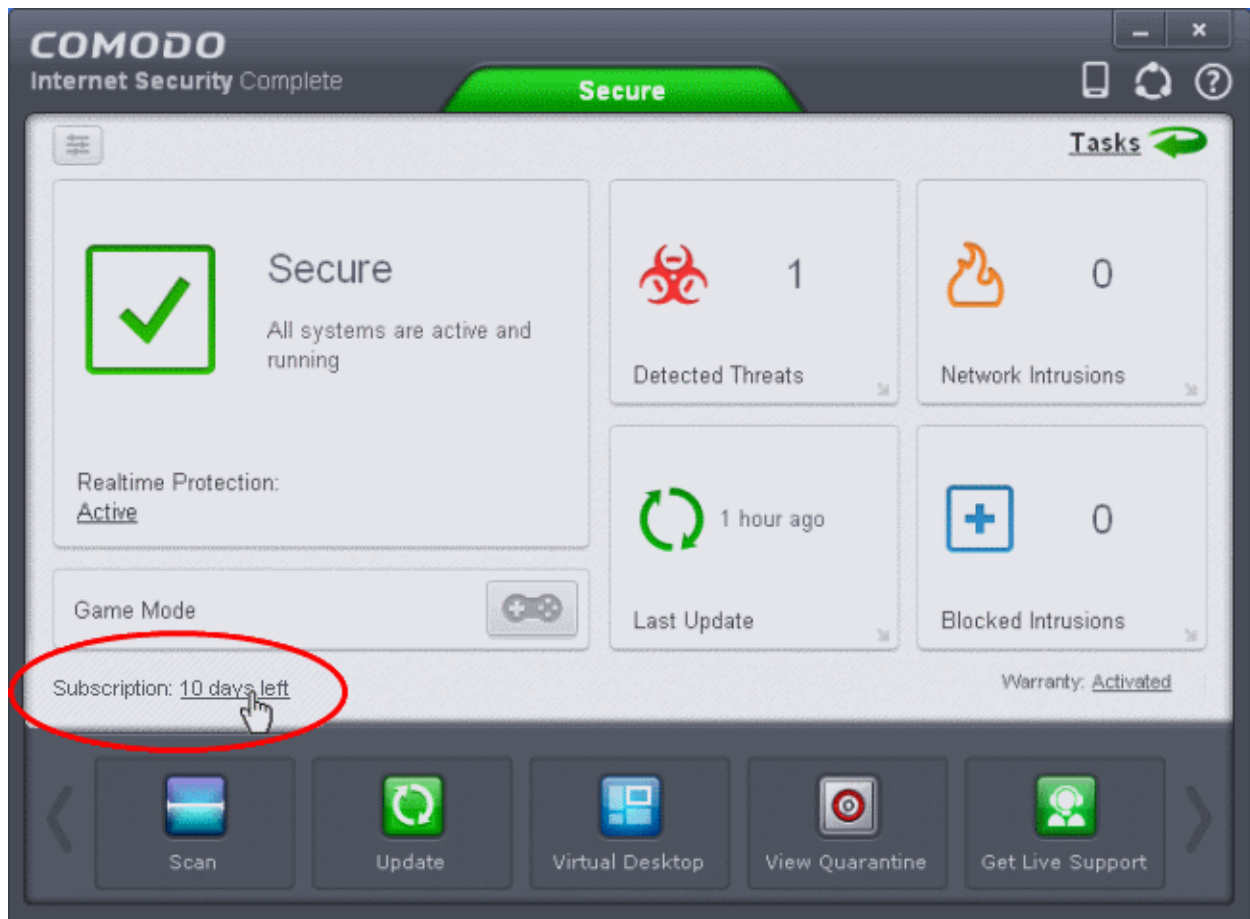 COMODO
Internet Security Complete
Secure
Tasks
Secure
All systems are active and
running
Realtime Protection:
Active
1
Detected Threats
0
Network Intrusions
1 hour ago
Last Update
0
Blocked Intrusions
Game Mode
Subscription: 10 days left
Warranty: Activated
Scan
Update
Virtual Desktop
View Quarantine
Get Live Support